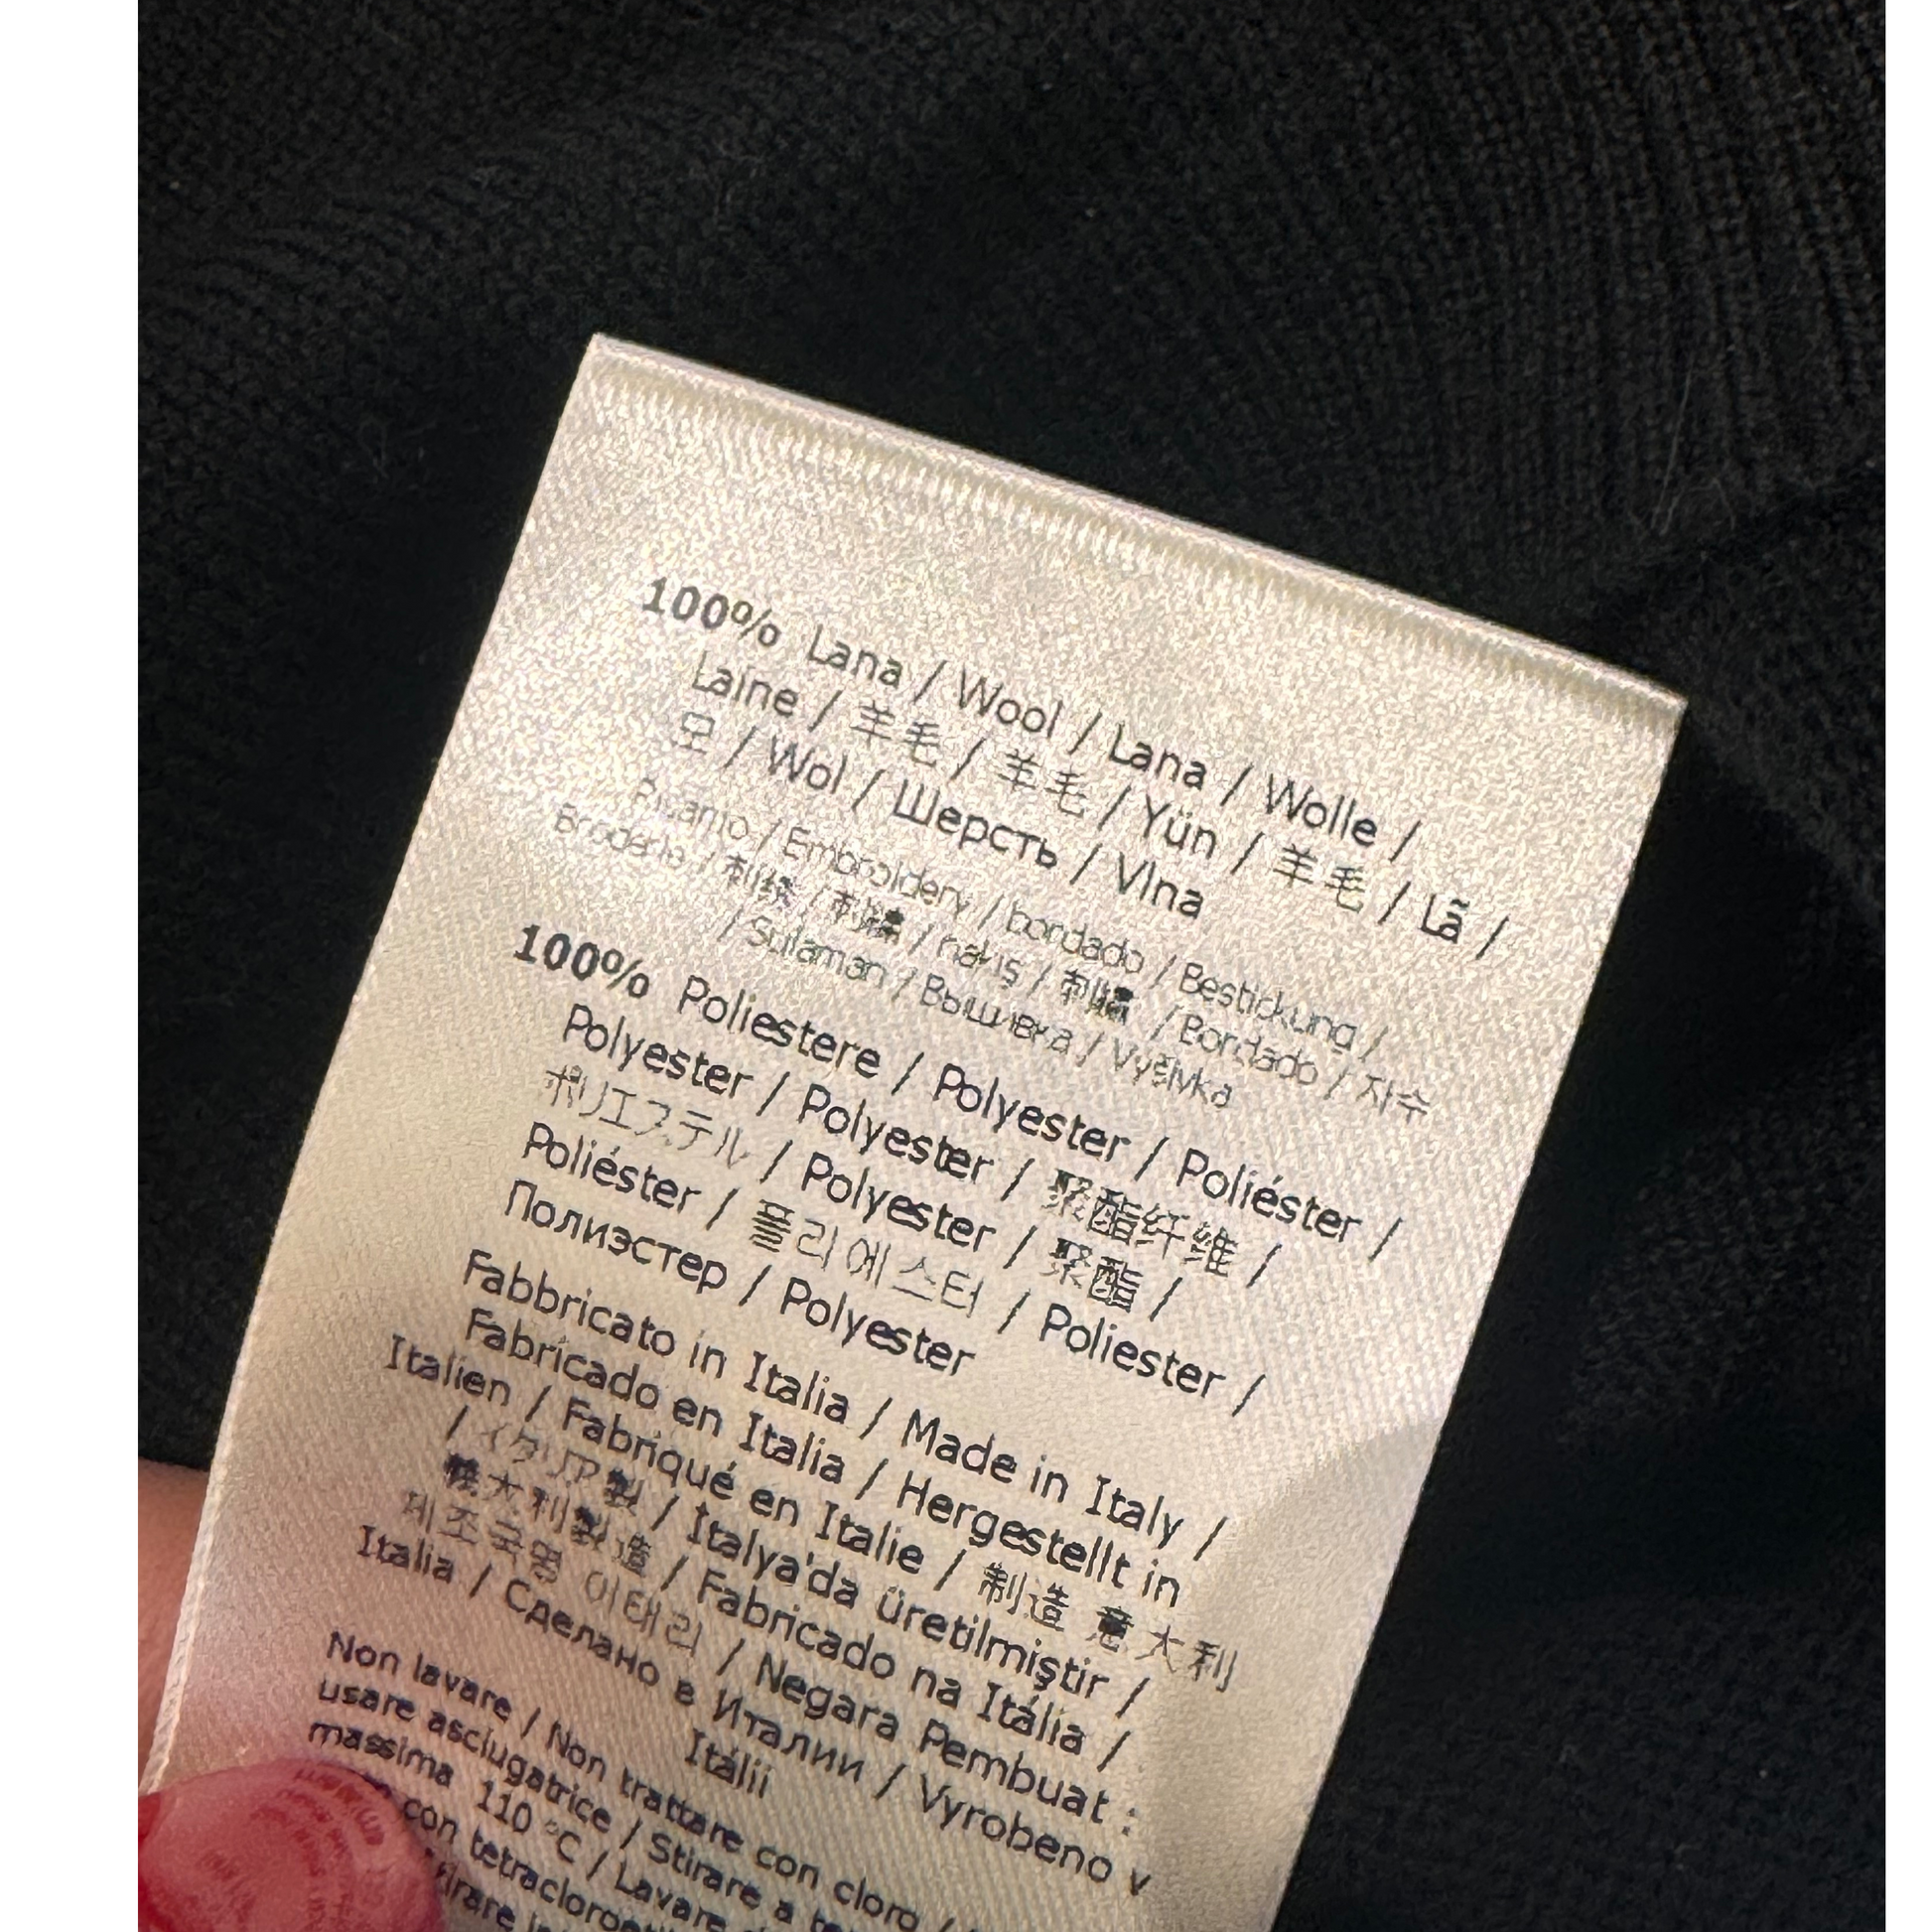 100% Lana / Wool / Lana / Wolle /
Laine / 羊毛 / 羊毛 / Yün / 羊毛 / Lã /
모 / Wol / Шерсть / Vlna
Ricamo / Embroidery / bordado / Bestickung /
Broderie / 刺绣 / 刺繍 / nakış / 刺繡 / Bordado / 자수
/ Sulaman / Вышивка / Vyšivka
100% Poliestere / Polyester / Poliéster /
Polyester / Polyester / 聚酯纤维 /
ポリエステル / Polyester / 聚酯 /
Poliéster / 폴리에스터 / Poliester /
Полиэстер / Polyester
Fabbricato in Italia / Made in Italy /
Fabricado en Italia / Hergestellt in
Italien / Fabriqué en Italie / 制造 意大利
/ イタリア製 / Italya'da üretilmiştir /
義大利製造 / Fabricado na Itália /
제조국명 이태리 / Negara Pembuat :
Italia / Сделано в Италии / Vyrobeno v
Itálii
Non lavare / Non trattare con cloro /
usare asciugatrice / Stirare a
massima 110 °C / Lavare
con